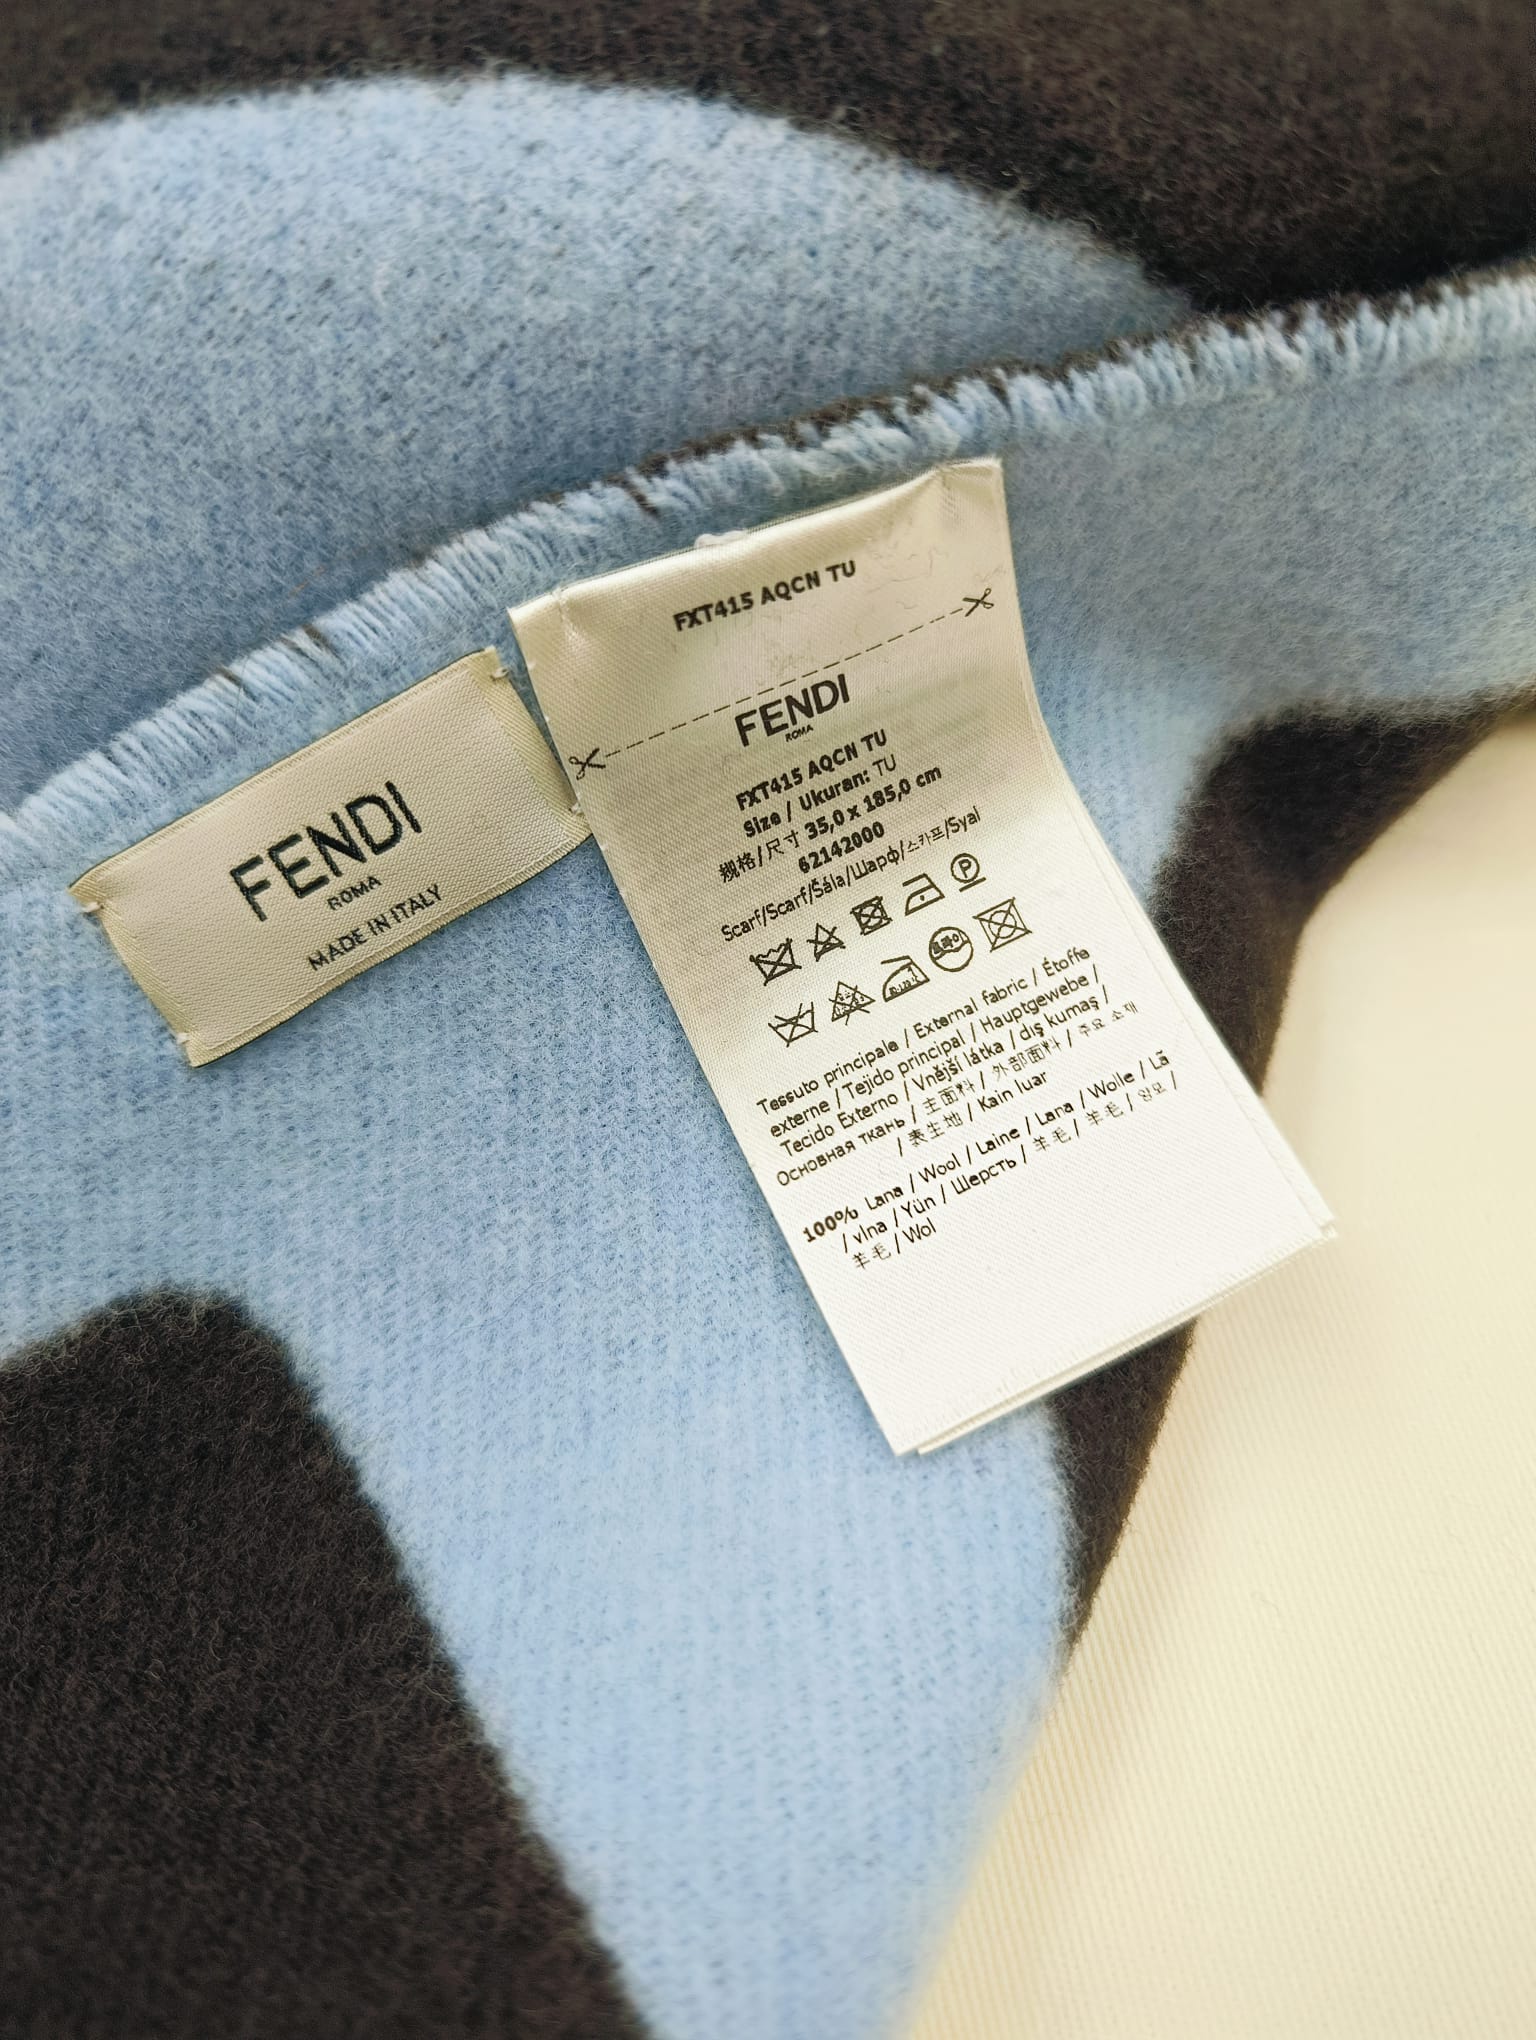 FENDI
ROMA
MADE IN ITALY
FXT415 AQCN TU
FENDI
ROMA
FXT415 AQCN TU
Size / Ukuran: TU
规格/尺寸 35,0 x 185,0 cm
62142000
Scarf/Scarf/Šála/Шарф/스카프/Syal
P
Tessuto principale / External fabric / Étoffe
externe / Tejido principal / Hauptgewebe /
Tecido Externo / Vnější látka / dış kumaş /
Основная ткань / 主面料 / 外部面料 / 주요 소재
/ 表生地 / Kain luar
100% Lana / Wool / Laine / Lana / Wolle / Lã
/ vlna / Yün / Шерсть / 羊毛 / 羊毛 / 양모 /
羊毛 / Wol